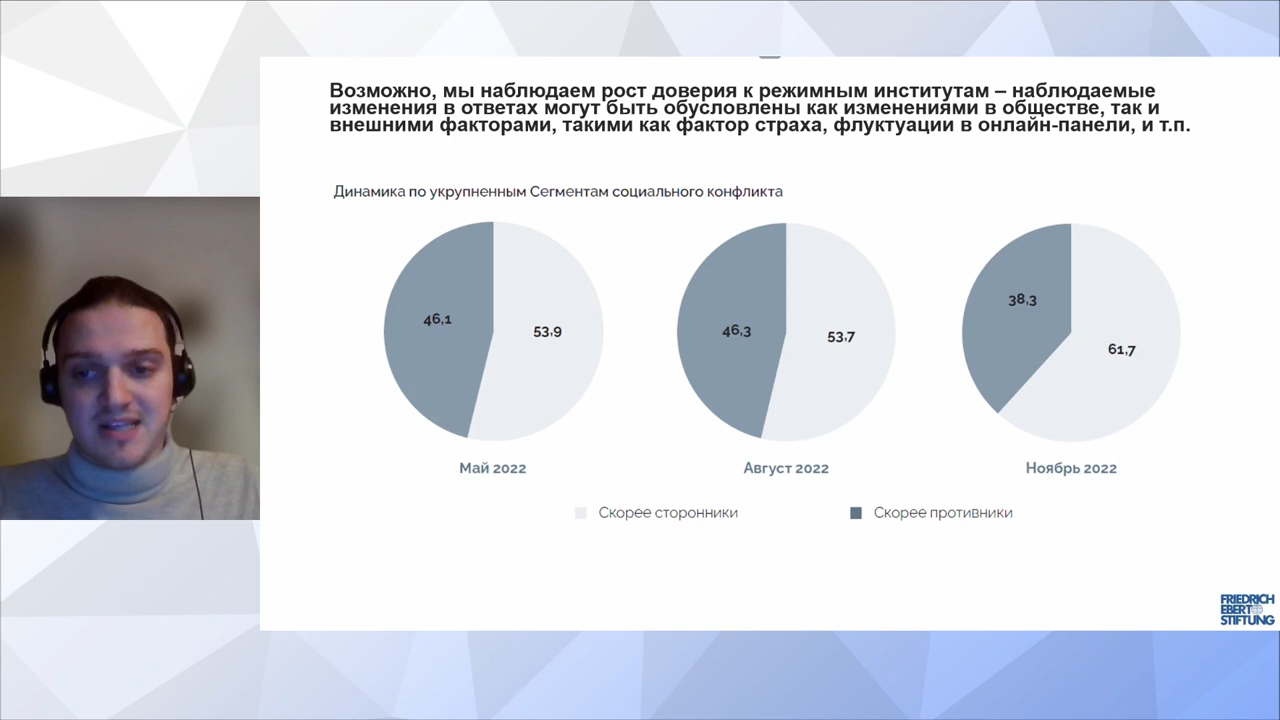 Возможно, мы наблюдаем рост доверия к режимным институтам – наблюдаемые
изменения в ответах могут быть обусловлены как изменениями в обществе, так и
внешними факторами, такими как фактор страха, флуктуации в онлайн-панели, и т.п.
Динамика по укрупненным Сегментам социального конфликта
46,1
53,9
46,3
53,7
38,3
61,7
Май 2022
Август 2022
Ноябрь 2022
Скорее сторонники
Скорее противники
FRIEDRICH
EBERT
STIFTUNG